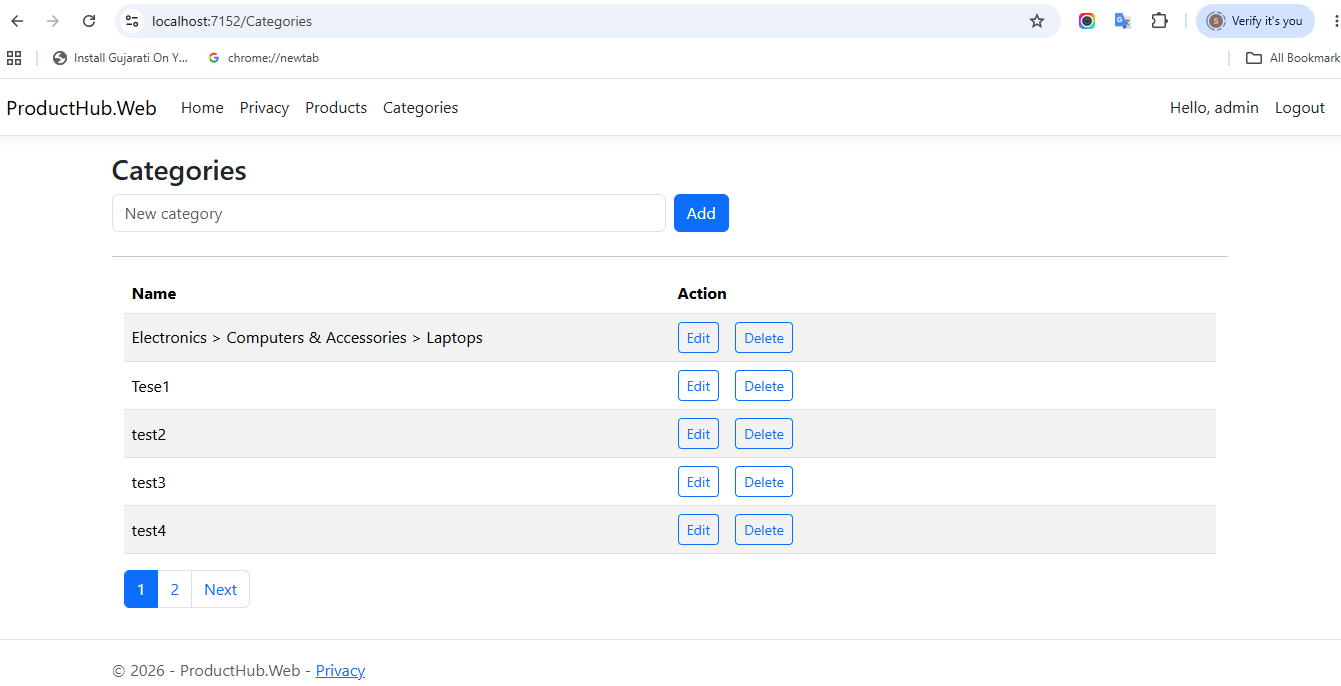 localhost:7152/Categories
Verify it's you
Install Gujarati On Y...
chrome://newtab
All Bookmark
ProductHub.Web Home Privacy Products Categories Hello, admin Logout
Categories
New category Add
Name Action
Electronics > Computers & Accessories > Laptops Edit Delete
Tese1 Edit Delete
test2 Edit Delete
test3 Edit Delete
test4 Edit Delete
1 2 Next
© 2026 - ProductHub.Web - Privacy